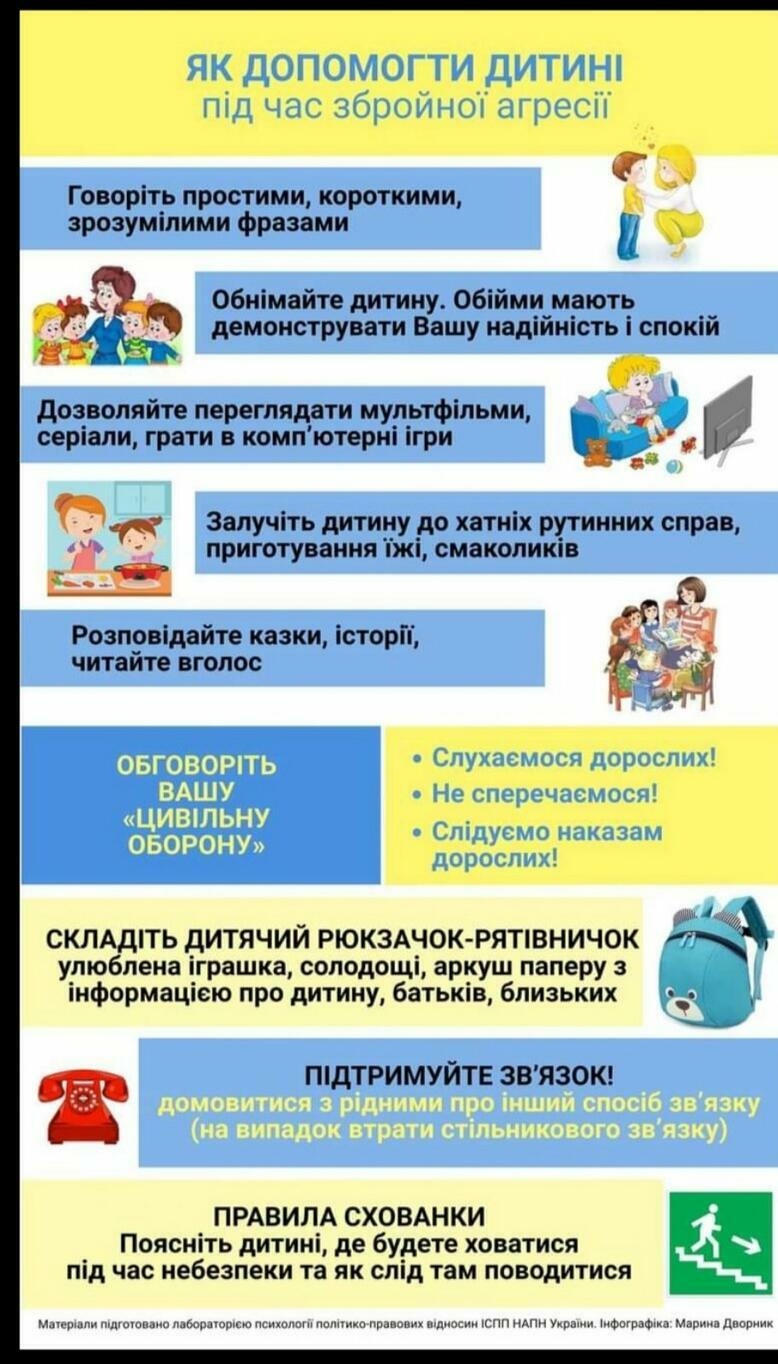 ЯК ДОПОМОГТИ ДИТИНІ
під час збройної агресії
Говоріть простими, короткими,
зрозумілими фразами
Обнімайте дитину. Обійми мають
демонструвати Вашу надійність і спокій
Дозволяйте переглядати мультфільми,
серіали, грати в комп'ютерні ігри
Залучіть дитину до хатніх рутинних справ,
приготування їжі, смаколиків
Розповідайте казки, історії,
читайте вголос
ОБГОВОРІТЬ
ВАШУ
«ЦИВІЛЬНУ
ОБОРОНУ»
• Слухаємося дорослих!
• Не сперечаємося!
• Слідуємо наказам
дорослих!
СКЛАДІТЬ ДИТЯЧИЙ РЮКЗАЧОК-РЯТІВНИЧОК
улюблена іграшка, солодощі, аркуш паперу з
інформацією про дитину, батьків, близьких
ПІДТРИМУЙТЕ ЗВ'ЯЗОК!
домовитися з рідними про інший спосіб зв'язку
(на випадок втрати стільникового зв'язку)
ПРАВИЛА СХОВАНКИ
Поясніть дитині, де будете ховатися
під час небезпеки та як слід там поводитися
Матеріали підготовано лабораторією психології політико-правових відносин ІСПП НАПН України. Інфографіка: Марина Дворник